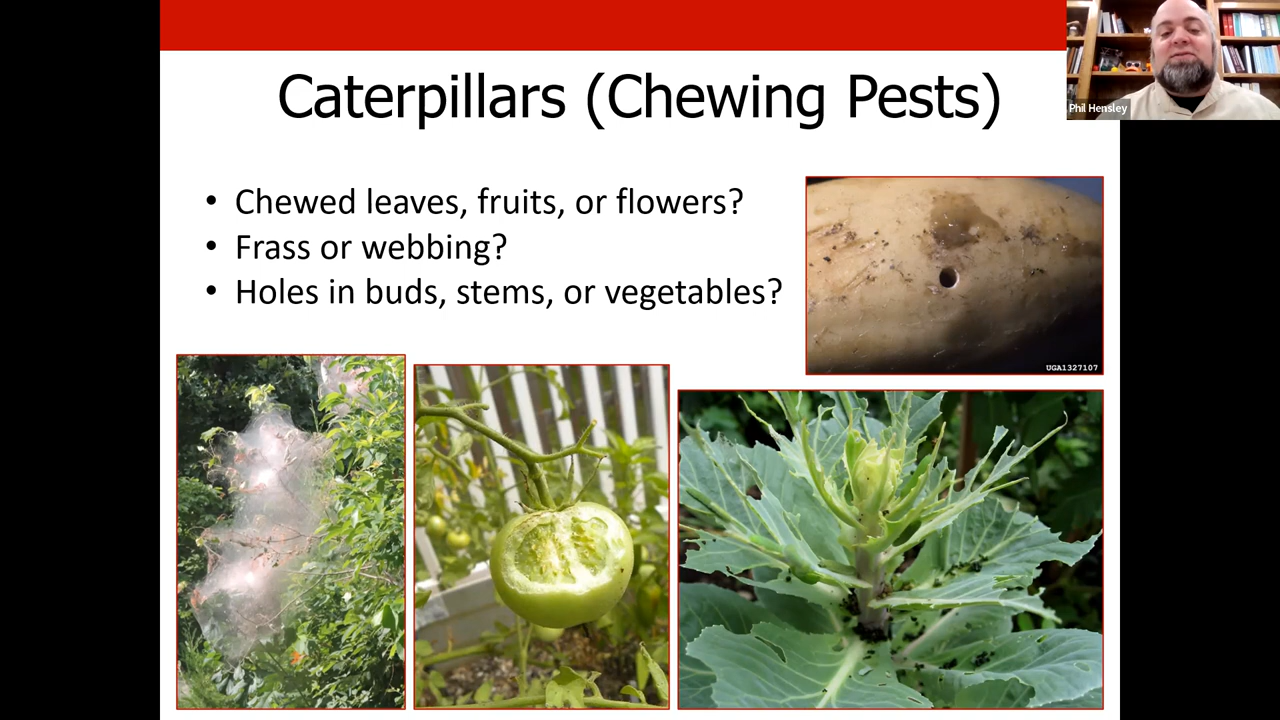 Caterpillars (Chewing Pests)
Phil Hensley
• Chewed leaves, fruits, or flowers?
• Frass or webbing?
• Holes in buds, stems, or vegetables?
UGA1327107